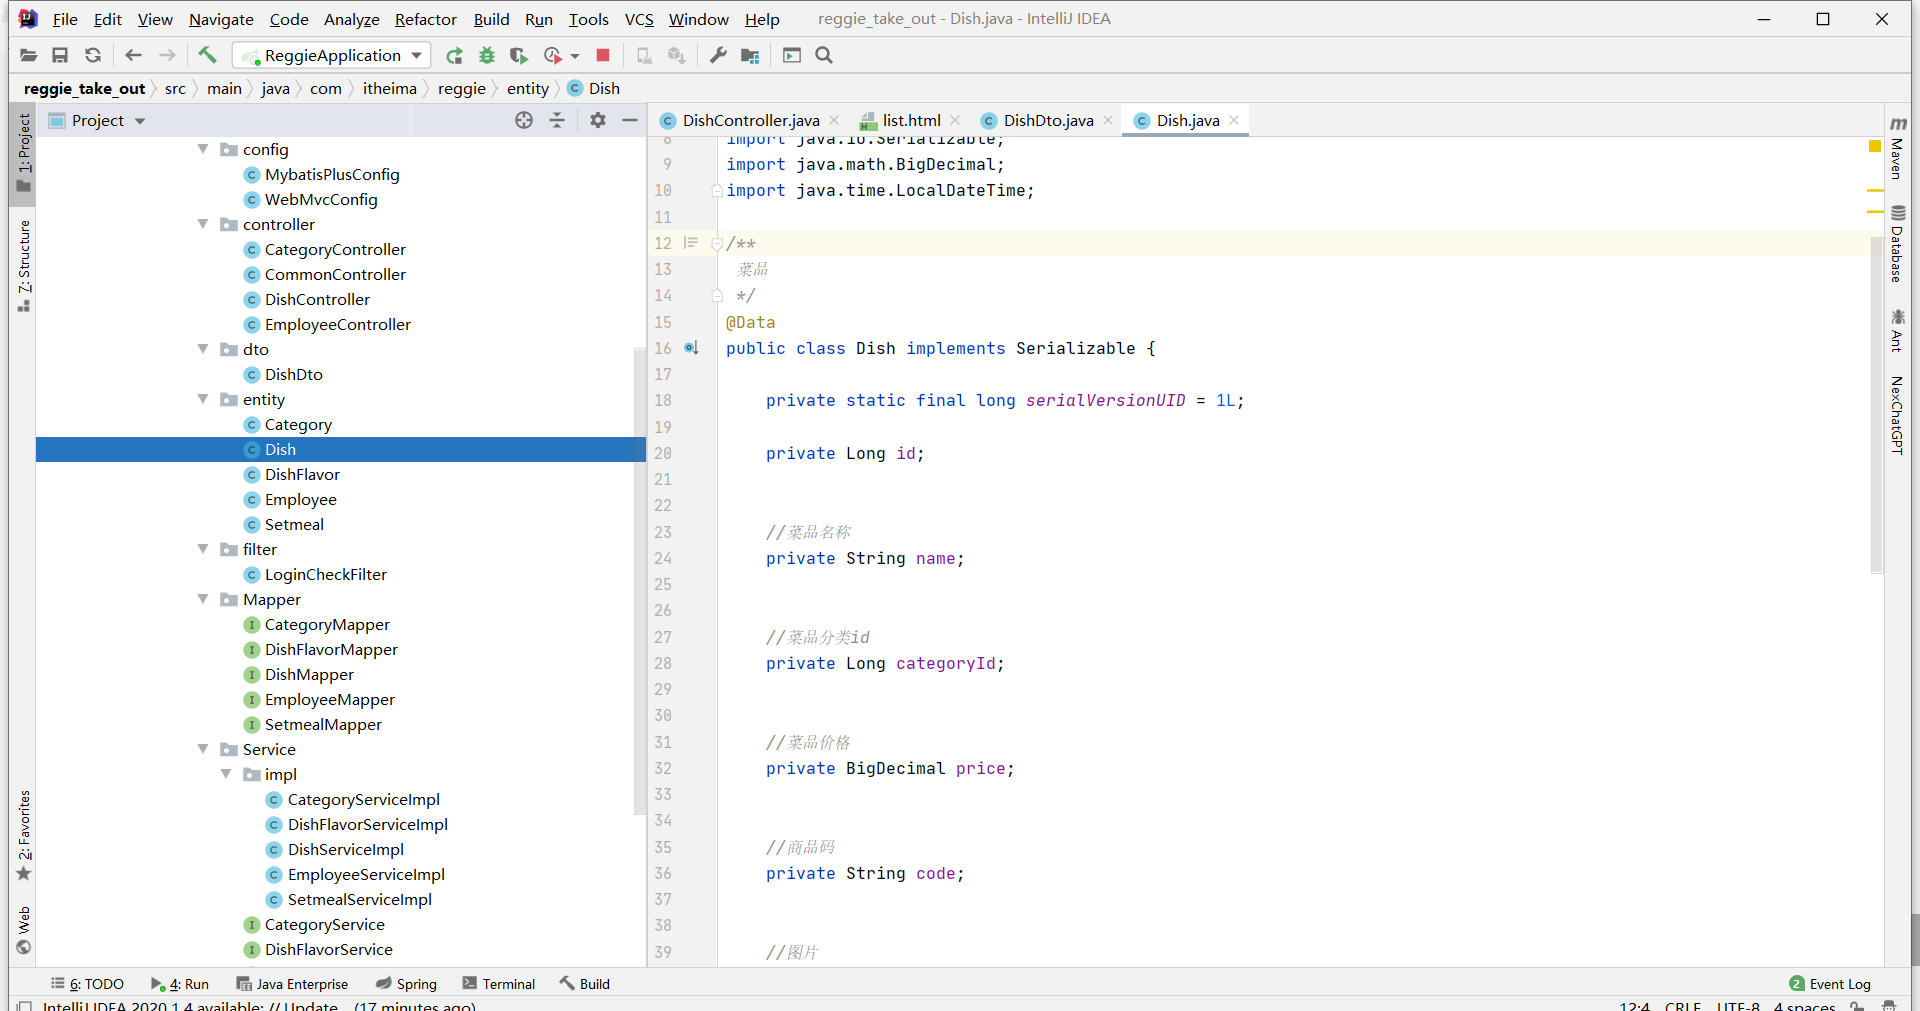 File Edit View Navigate Code Analyze Refactor Build Run Tools VCS Window Help reggie_take_out - Dish.java - IntelliJ IDEA
ReggieApplication
reggie_take_out src main java com itheima reggie entity Dish
Project
DishController.java list.html DishDto.java Dish.java
1: Project
7: Structure
2: Favorites
Web
config
MybatisPlusConfig
WebMvcConfig
controller
CategoryController
CommonController
DishController
EmployeeController
dto
DishDto
entity
Category
Dish
DishFlavor
Employee
Setmeal
filter
LoginCheckFilter
Mapper
CategoryMapper
DishFlavorMapper
DishMapper
EmployeeMapper
SetmealMapper
Service
impl
CategoryServiceImpl
DishFlavorServiceImpl
DishServiceImpl
EmployeeServiceImpl
SetmealServiceImpl
CategoryService
DishFlavorService
8 import java.io.Serializable;
9 import java.math.BigDecimal;
10 import java.time.LocalDateTime;
11
12 /**
13 菜品
14 */
15 @Data
16 public class Dish implements Serializable {
17
18 private static final long serialVersionUID = 1L;
19
20 private Long id;
21
22
23 //菜品名称
24 private String name;
25
26
27 //菜品分类id
28 private Long categoryId;
29
30
31 //菜品价格
32 private BigDecimal price;
33
34
35 //商品码
36 private String code;
37
38
39 //图片
m
Maven
Database
Ant
NexChatGPT
6: TODO 4: Run Java Enterprise Spring Terminal Build 2 Event Log
IntelliJ IDEA 2020.1.4 available: // Update... (17 minutes ago) 12:4 CRLF UTF-8 4 spaces